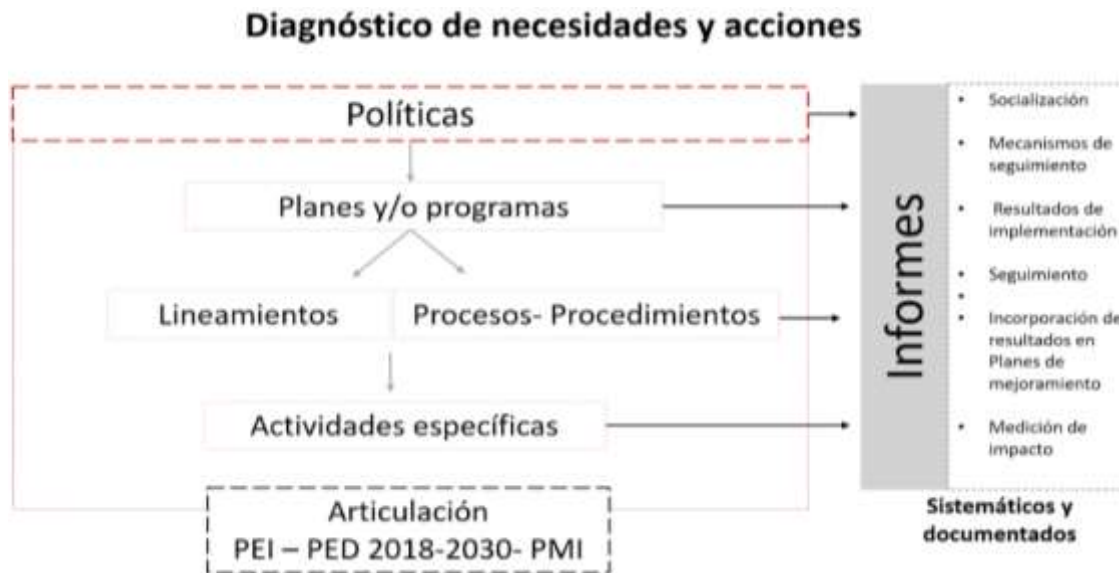 Diagnóstico de necesidades y acciones
Políticas
Planes y/o programas
Lineamientos
Procesos- Procedimientos
Actividades específicas
Articulación
PEI – PED 2018-2030- PMI
Informes
• Socialización
• Mecanismos de
seguimiento
• Resultados de
implementación
• Seguimiento
•
• Incorporación de
resultados en
Planes de
mejoramiento
• Medición de
impacto
Sistemáticos y
documentados